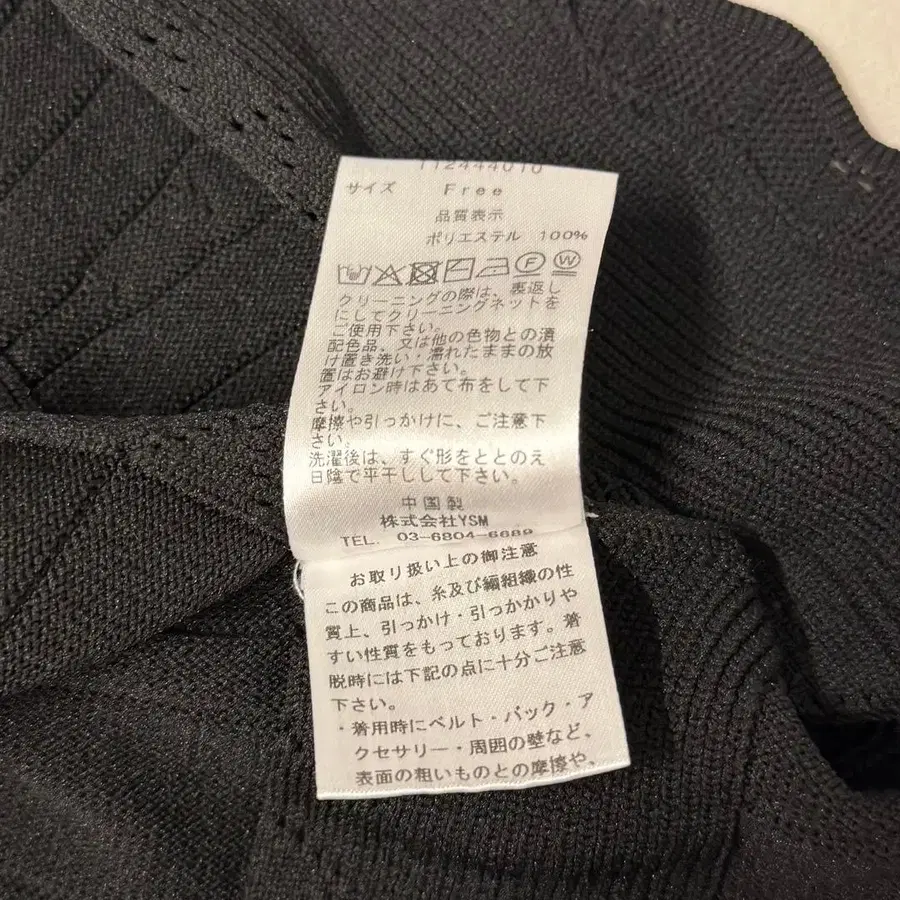 112444010
サイズ Free
品質表示
ポリエステル 100%
F W
クリーニングの際は、裏返し
にしてクリーニングネットを
ご使用下さい。
配色品、又は他の色物との漬
け置き洗い・濡れたままの放
置はお避け下さい。
アイロン時はあて布をして下
さい。
摩擦や引っかけに、ご注意下
さい。
洗濯後は、すぐ形をととのえ
日陰で平干しして下さい。
中国製
株式会社YSM
TEL. 03-6804-6689
お取り扱い上の御注意
この商品は、糸及び編組織の性
質上、引っかけ・引っかかりや
すい性質をもっております。着
脱時には下記の点に十分ご注意
下さい。
・着用時にベルト・バック・ア
クセサリー・周囲の壁など、
表面の粗いものとの摩擦や、